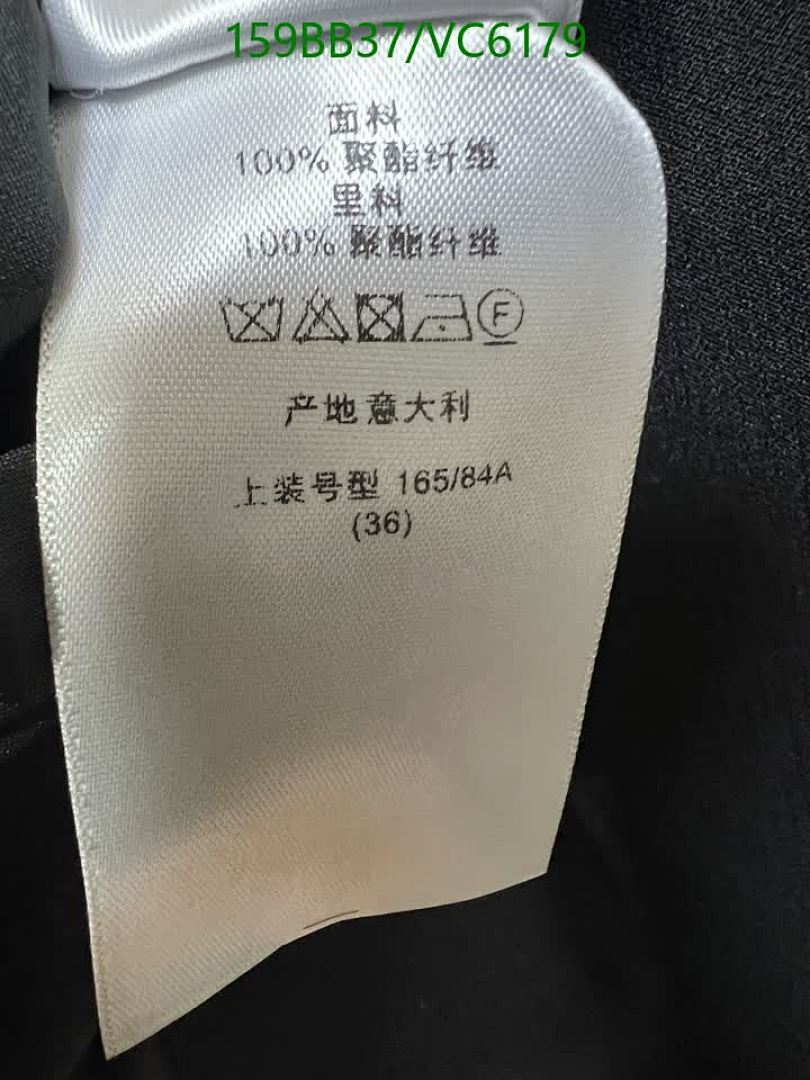 159BB37/VC6179
面料
100% 聚酯纤维
里料
100% 聚酯纤维
F
产地意大利
上装号型 165/84A
(36)